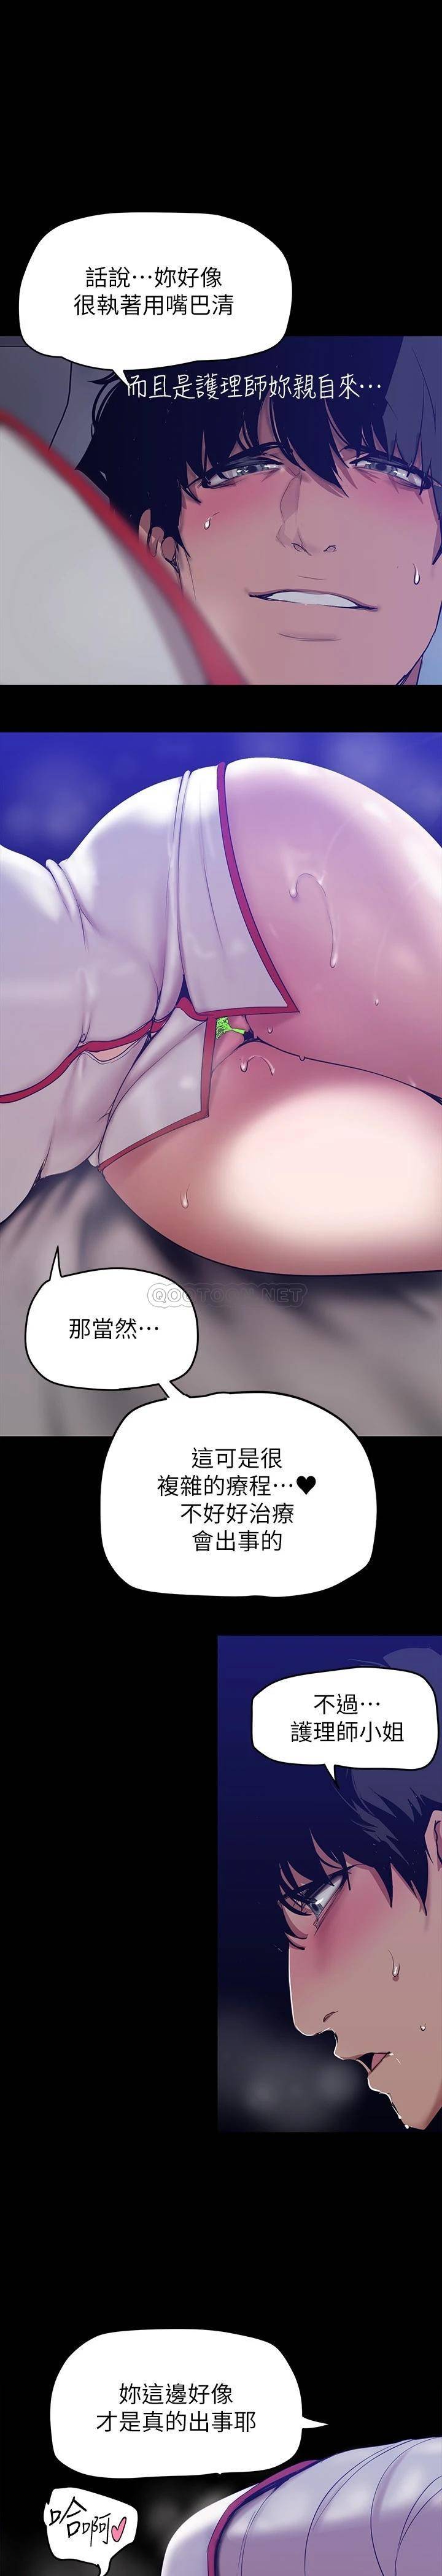 話說⋯妳好像
很執著用嘴巴清
而且是護理師妳親自來⋯
那當然⋯
這可是很
複雜的療程⋯♥
不好好治療
會出事的
不過⋯
護理師小姐
妳這邊好像
才是真的出事耶
哈啊♡